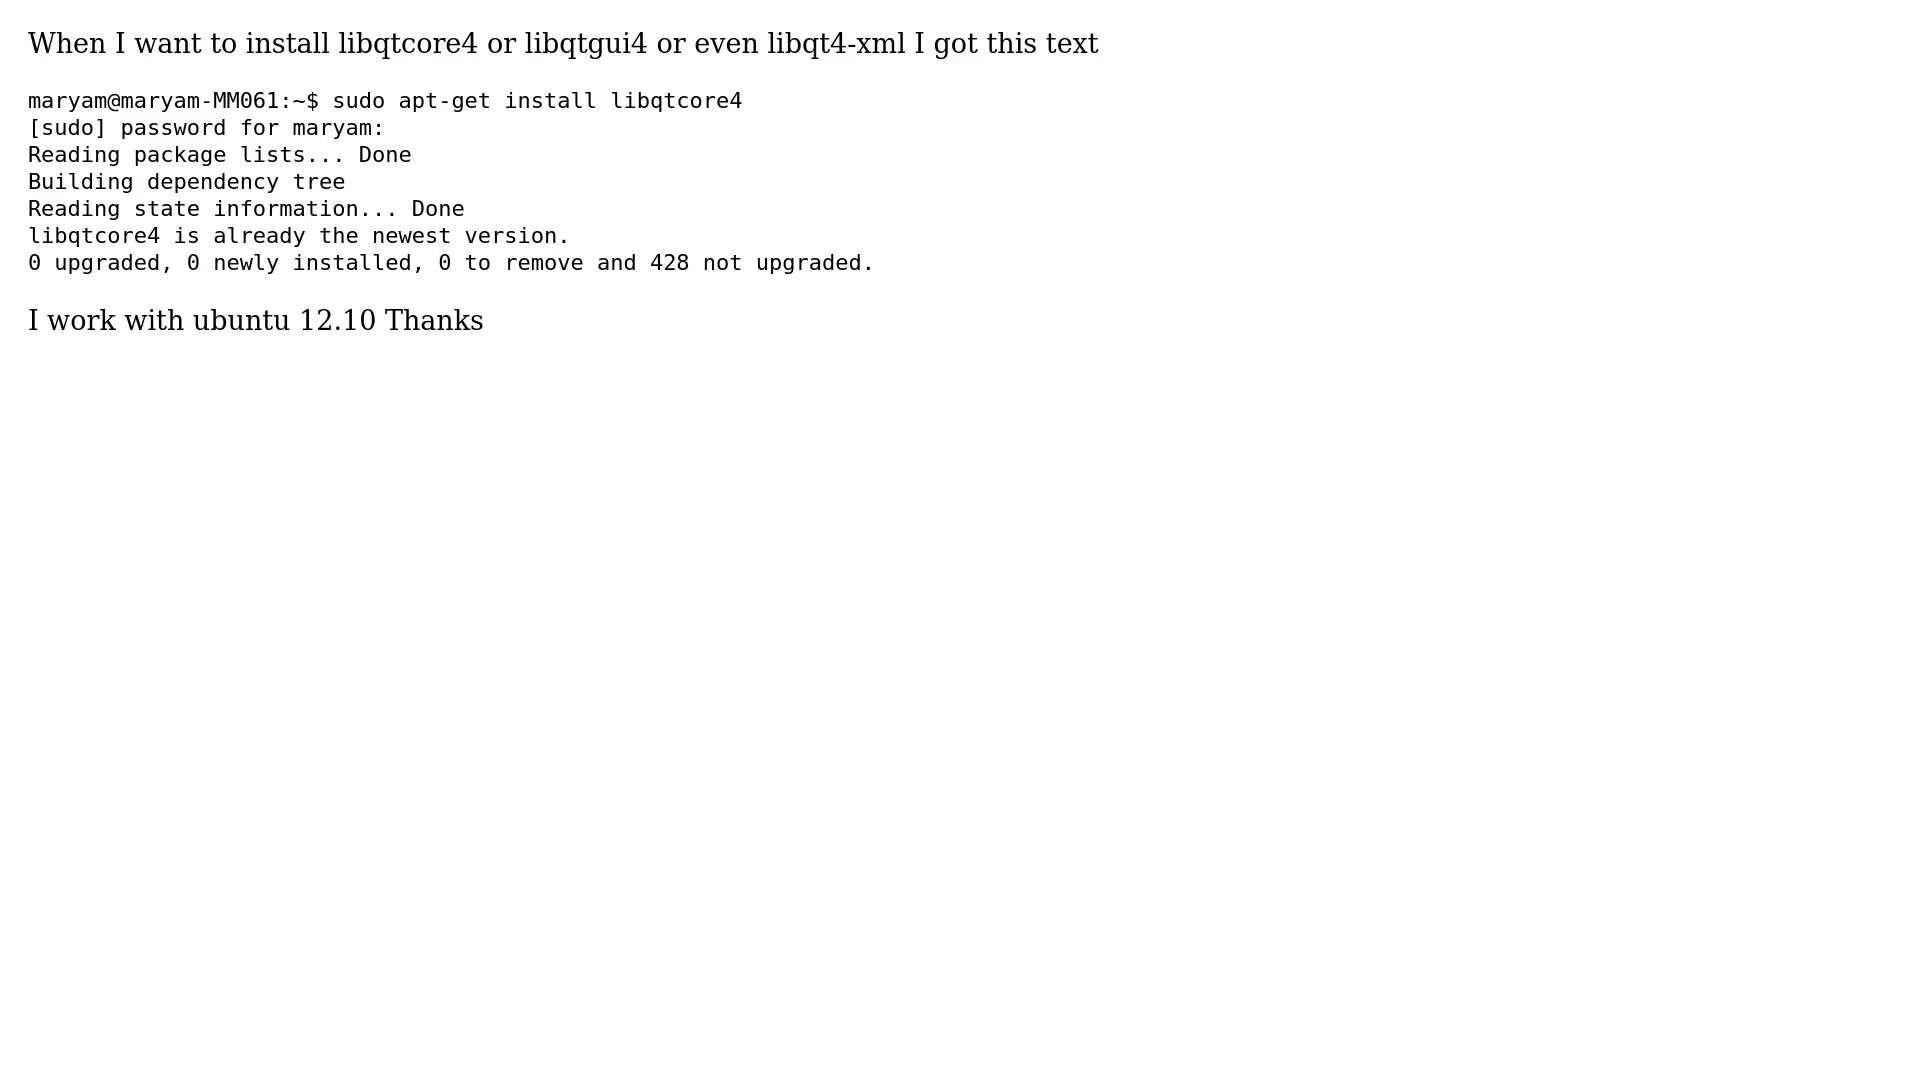 When I want to install libqtcore4 or libqtgui4 or even libqt4-xml I got this text
maryam@maryam-MM061:~$ sudo apt-get install libqtcore4
[sudo] password for maryam:
Reading package lists... Done
Building dependency tree
Reading state information... Done
libqtcore4 is already the newest version.
0 upgraded, 0 newly installed, 0 to remove and 428 not upgraded.
I work with ubuntu 12.10 Thanks